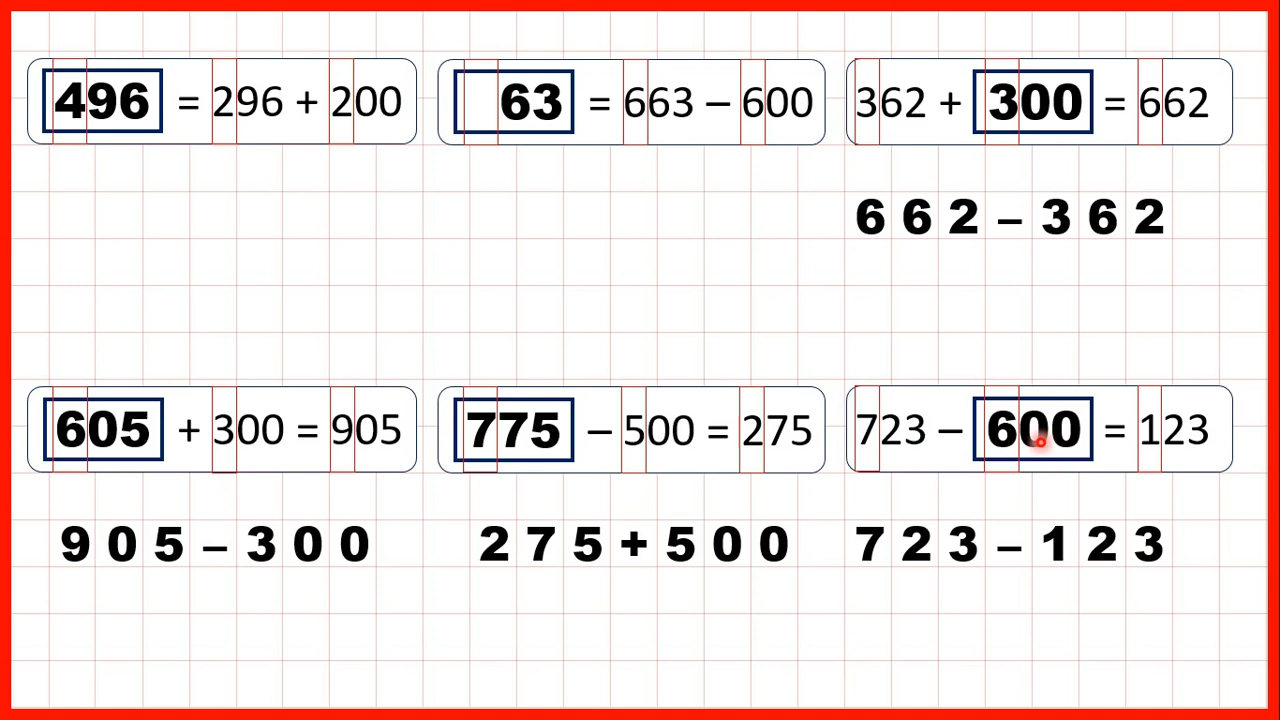 496 = 296 + 200
63 = 663 – 600
362 + 300 = 662
6 6 2 – 3 6 2
605 + 300 = 905
775 – 500 = 275
723 – 600 = 123
9 0 5 – 3 0 0
2 7 5 + 5 0 0
7 2 3 – 1 2 3